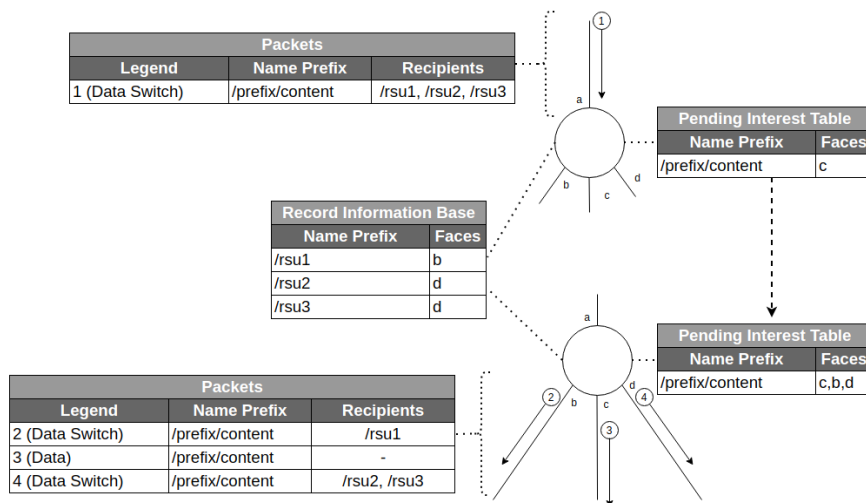 1
Packets
Legend Name Prefix Recipients
1 (Data Switch) /prefix/content /rsu1, /rsu2, /rsu3
a
b
c
d
Pending Interest Table
Name Prefix Faces
/prefix/content c
Record Information Base
Name Prefix Faces
/rsu1 b
/rsu2 d
/rsu3 d
a
b
c
d
2
3
4
Pending Interest Table
Name Prefix Faces
/prefix/content c,b,d
Packets
Legend Name Prefix Recipients
2 (Data Switch) /prefix/content /rsu1
3 (Data) /prefix/content -
4 (Data Switch) /prefix/content /rsu2, /rsu3